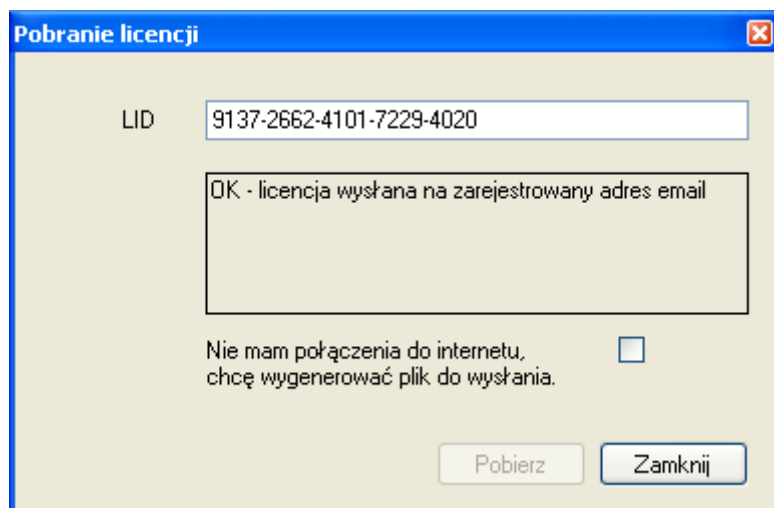 Pobranie licencji
LID
9137-2662-4101-7229-4020
OK - licencja wysłana na zarejestrowany adres email
Nie mam połączenia do internetu,
chcę wygenerować plik do wysłania.
Pobierz
Zamknij